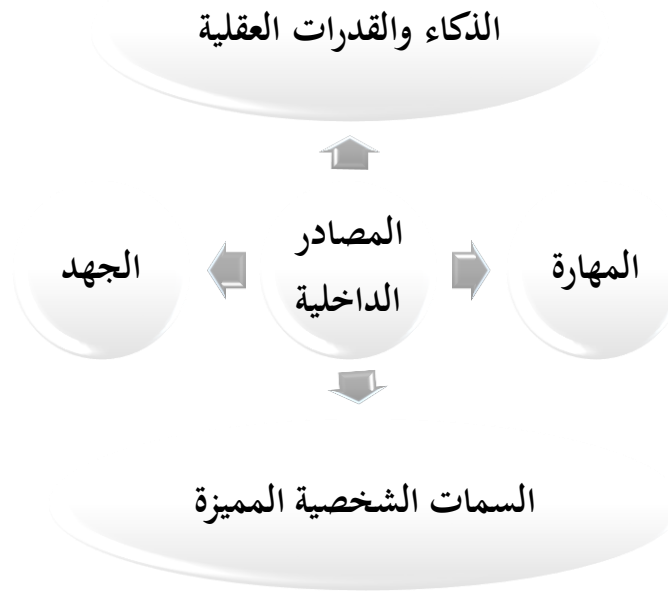 الذكاء والقدرات العقلية
المهارة
المصادر
الداخلية
الجهد
السمات الشخصية المميزة